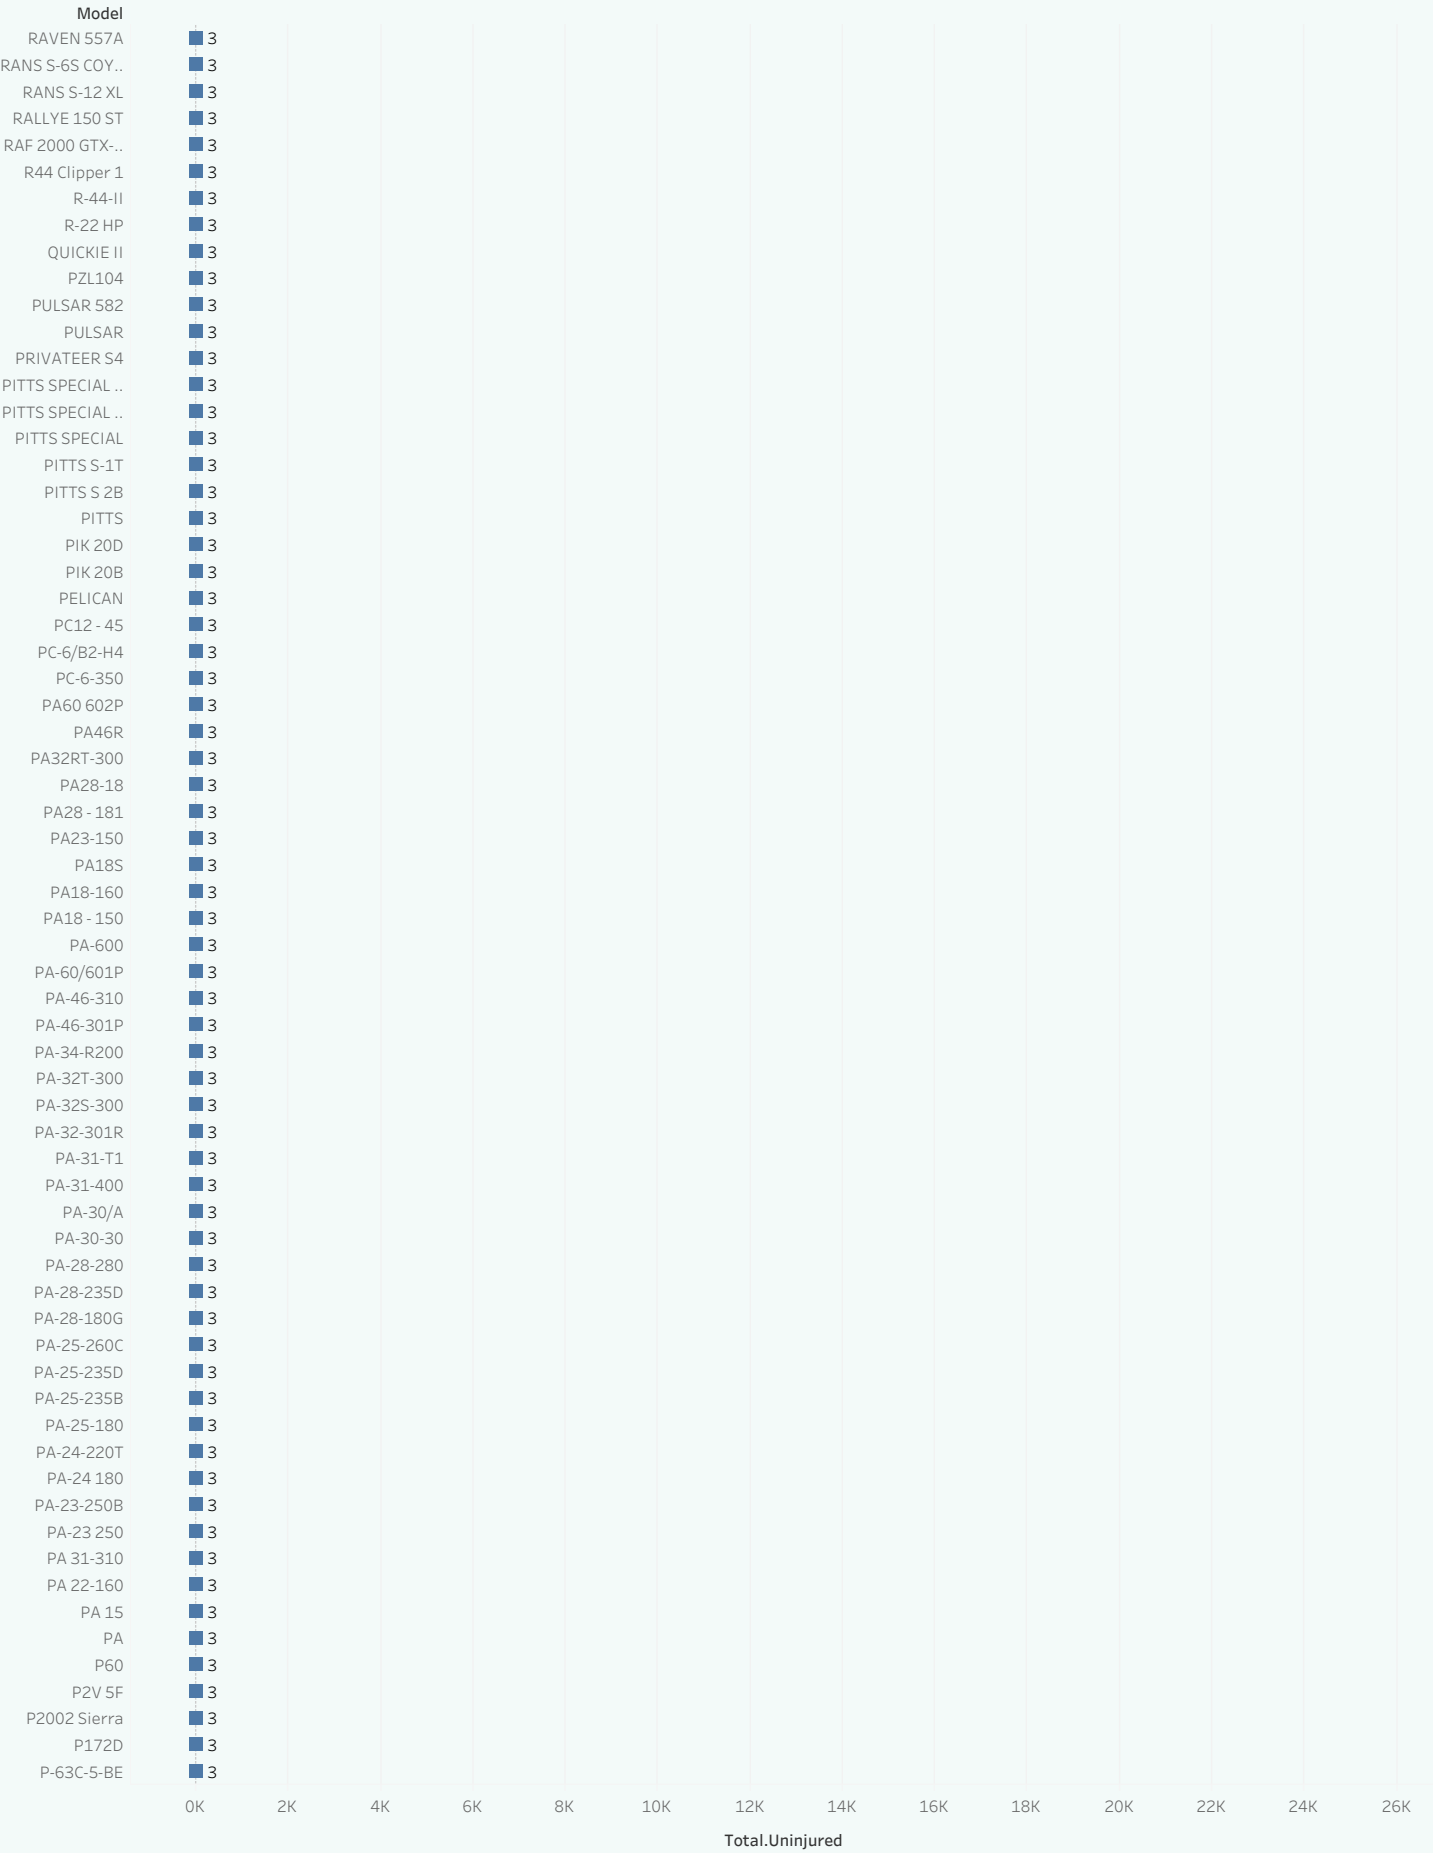 Model
RAVEN 557A 3
RANS S-6S COY.. 3
RANS S-12 XL 3
RALLYE 150 ST 3
RAF 2000 GTX-.. 3
R44 Clipper 1 3
R-44-II 3
R-22 HP 3
QUICKIE II 3
PZL104 3
PULSAR 582 3
PULSAR 3
PRIVATEER S4 3
PITTS SPECIAL .. 3
PITTS SPECIAL .. 3
PITTS SPECIAL 3
PITTS S-1T 3
PITTS S 2B 3
PITTS 3
PIK 20D 3
PIK 20B 3
PELICAN 3
PC12 - 45 3
PC-6/B2-H4 3
PC-6-350 3
PA60 602P 3
PA46R 3
PA32RT-300 3
PA28-18 3
PA28 - 181 3
PA23-150 3
PA18S 3
PA18-160 3
PA18 - 150 3
PA-600 3
PA-60/601P 3
PA-46-310 3
PA-46-301P 3
PA-34-R200 3
PA-32T-300 3
PA-32S-300 3
PA-32-301R 3
PA-31-T1 3
PA-31-400 3
PA-30/A 3
PA-30-30 3
PA-28-280 3
PA-28-235D 3
PA-28-180G 3
PA-25-260C 3
PA-25-235D 3
PA-25-235B 3
PA-25-180 3
PA-24-220T 3
PA-24 180 3
PA-23-250B 3
PA-23 250 3
PA 31-310 3
PA 22-160 3
PA 15 3
PA 3
P60 3
P2V 5F 3
P2002 Sierra 3
P172D 3
P-63C-5-BE 3
0K 2K 4K 6K 8K 10K 12K 14K 16K 18K 20K 22K 24K 26K
Total.Uninjured